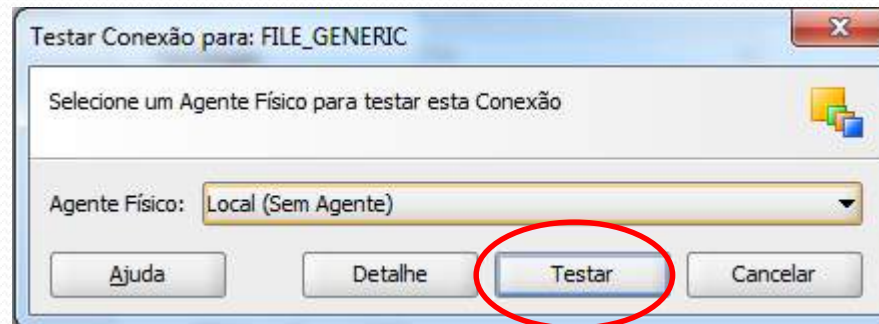 Testar Conexão para: FILE_GENERIC
Selecione um Agente Físico para testar esta Conexão
Agente Físico: Local (Sem Agente)
Ajuda Detalhe Testar Cancelar